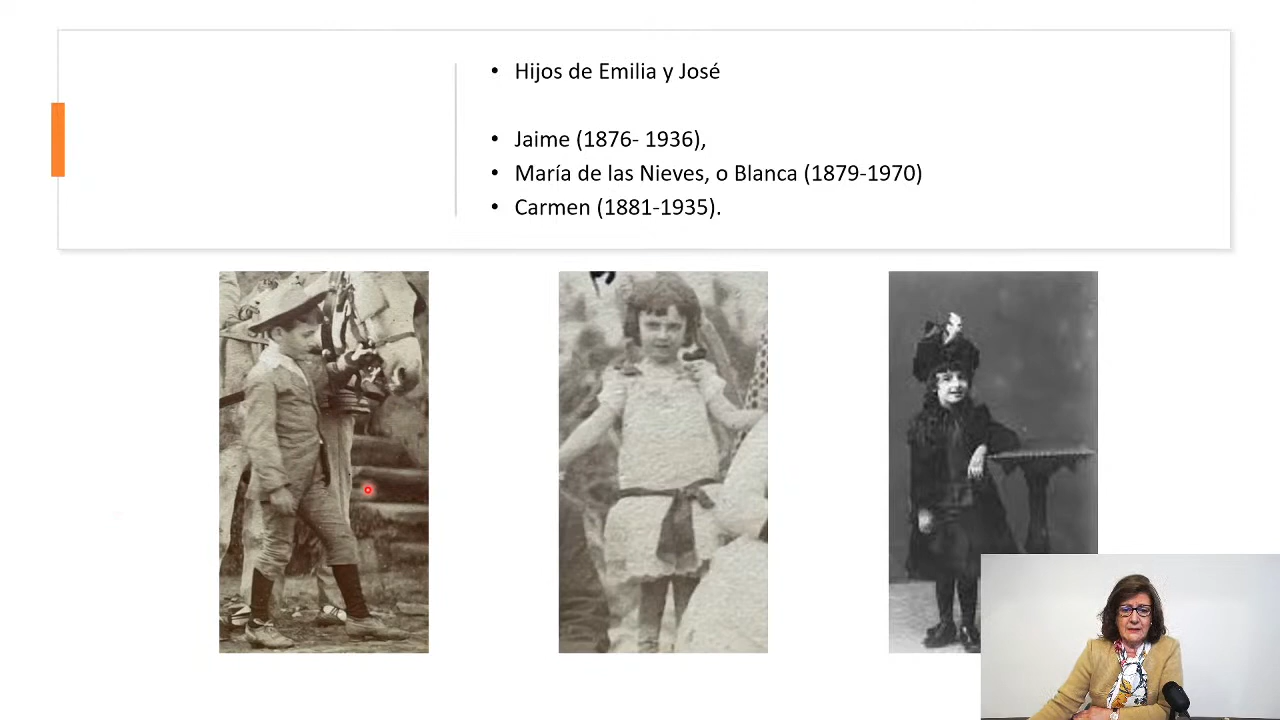 Hijos de Emilia y José
Jaime (1876- 1936),
María de las Nieves, o Blanca (1879-1970)
Carmen (1881-1935).